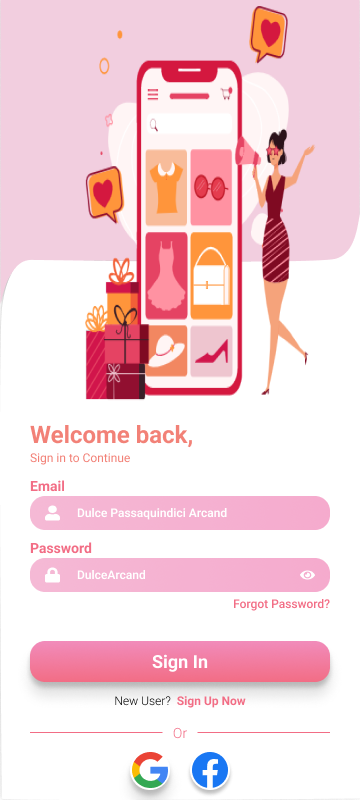 Welcome back,
Sign in to Continue
Email
Dulce Passaquindici Arcand
Password
DulceArcand
Forgot Password?
Sign In
New User? Sign Up Now
Or